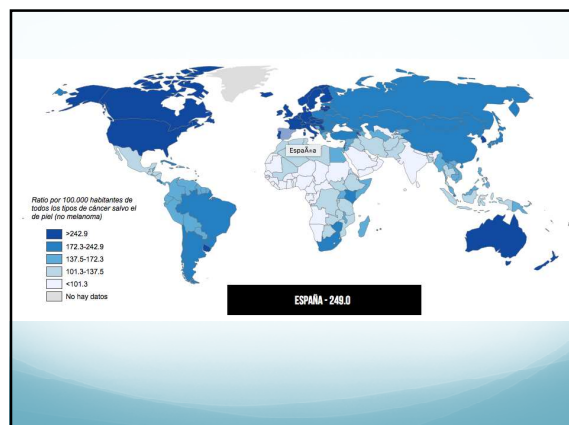 EspaÃ±a
Ratio por 100.000 habitantes de
todos los tipos de cáncer salvo el
de piel (no melanoma)
>242.9
172.3-242.9
137.5-172.3
101.3-137.5
<101.3
No hay datos
ESPAÑA - 249.0